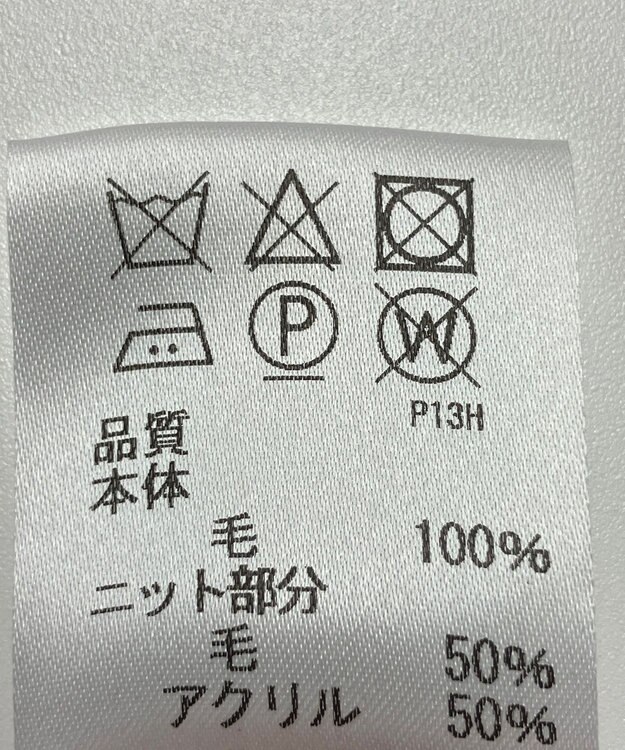 P
W
P13H
品質
本体
毛 100%
ニット部分
毛 50%
アクリル 50%